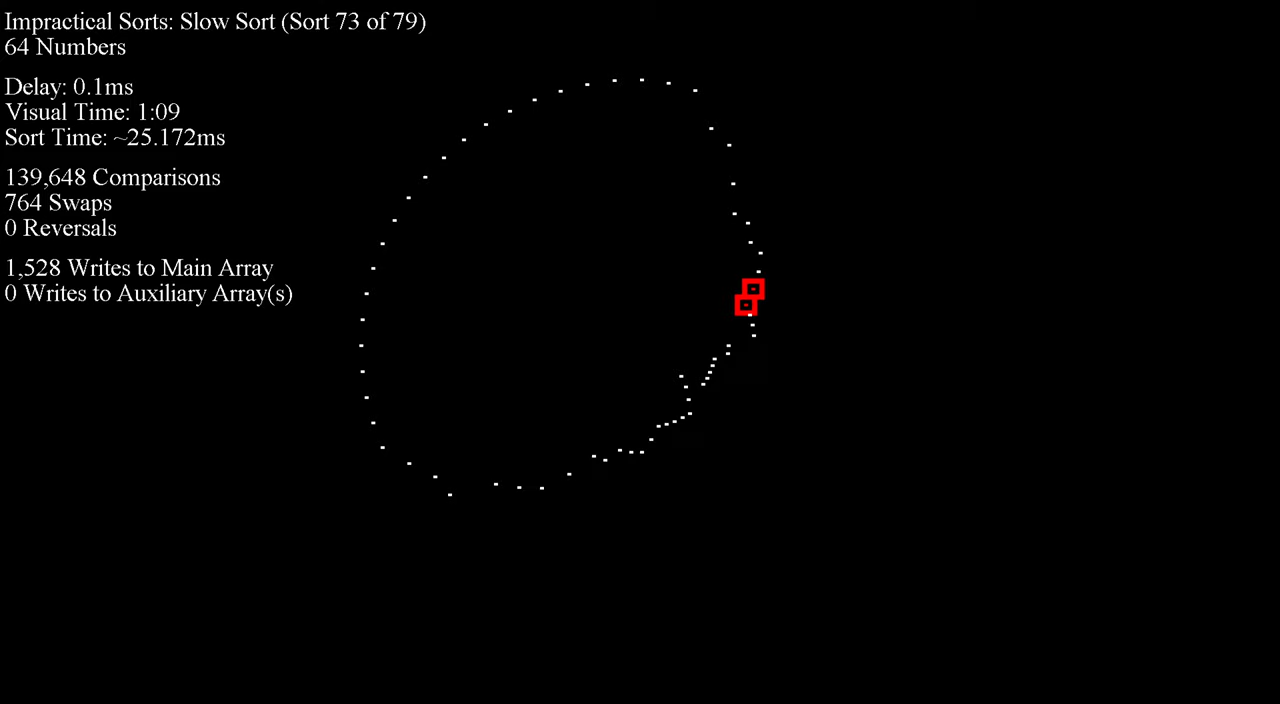 Impractical Sorts: Slow Sort (Sort 73 of 79)
64 Numbers
Delay: 0.1ms
Visual Time: 1:09
Sort Time: ~25.172ms
139,648 Comparisons
764 Swaps
0 Reversals
1,528 Writes to Main Array
0 Writes to Auxiliary Array(s)